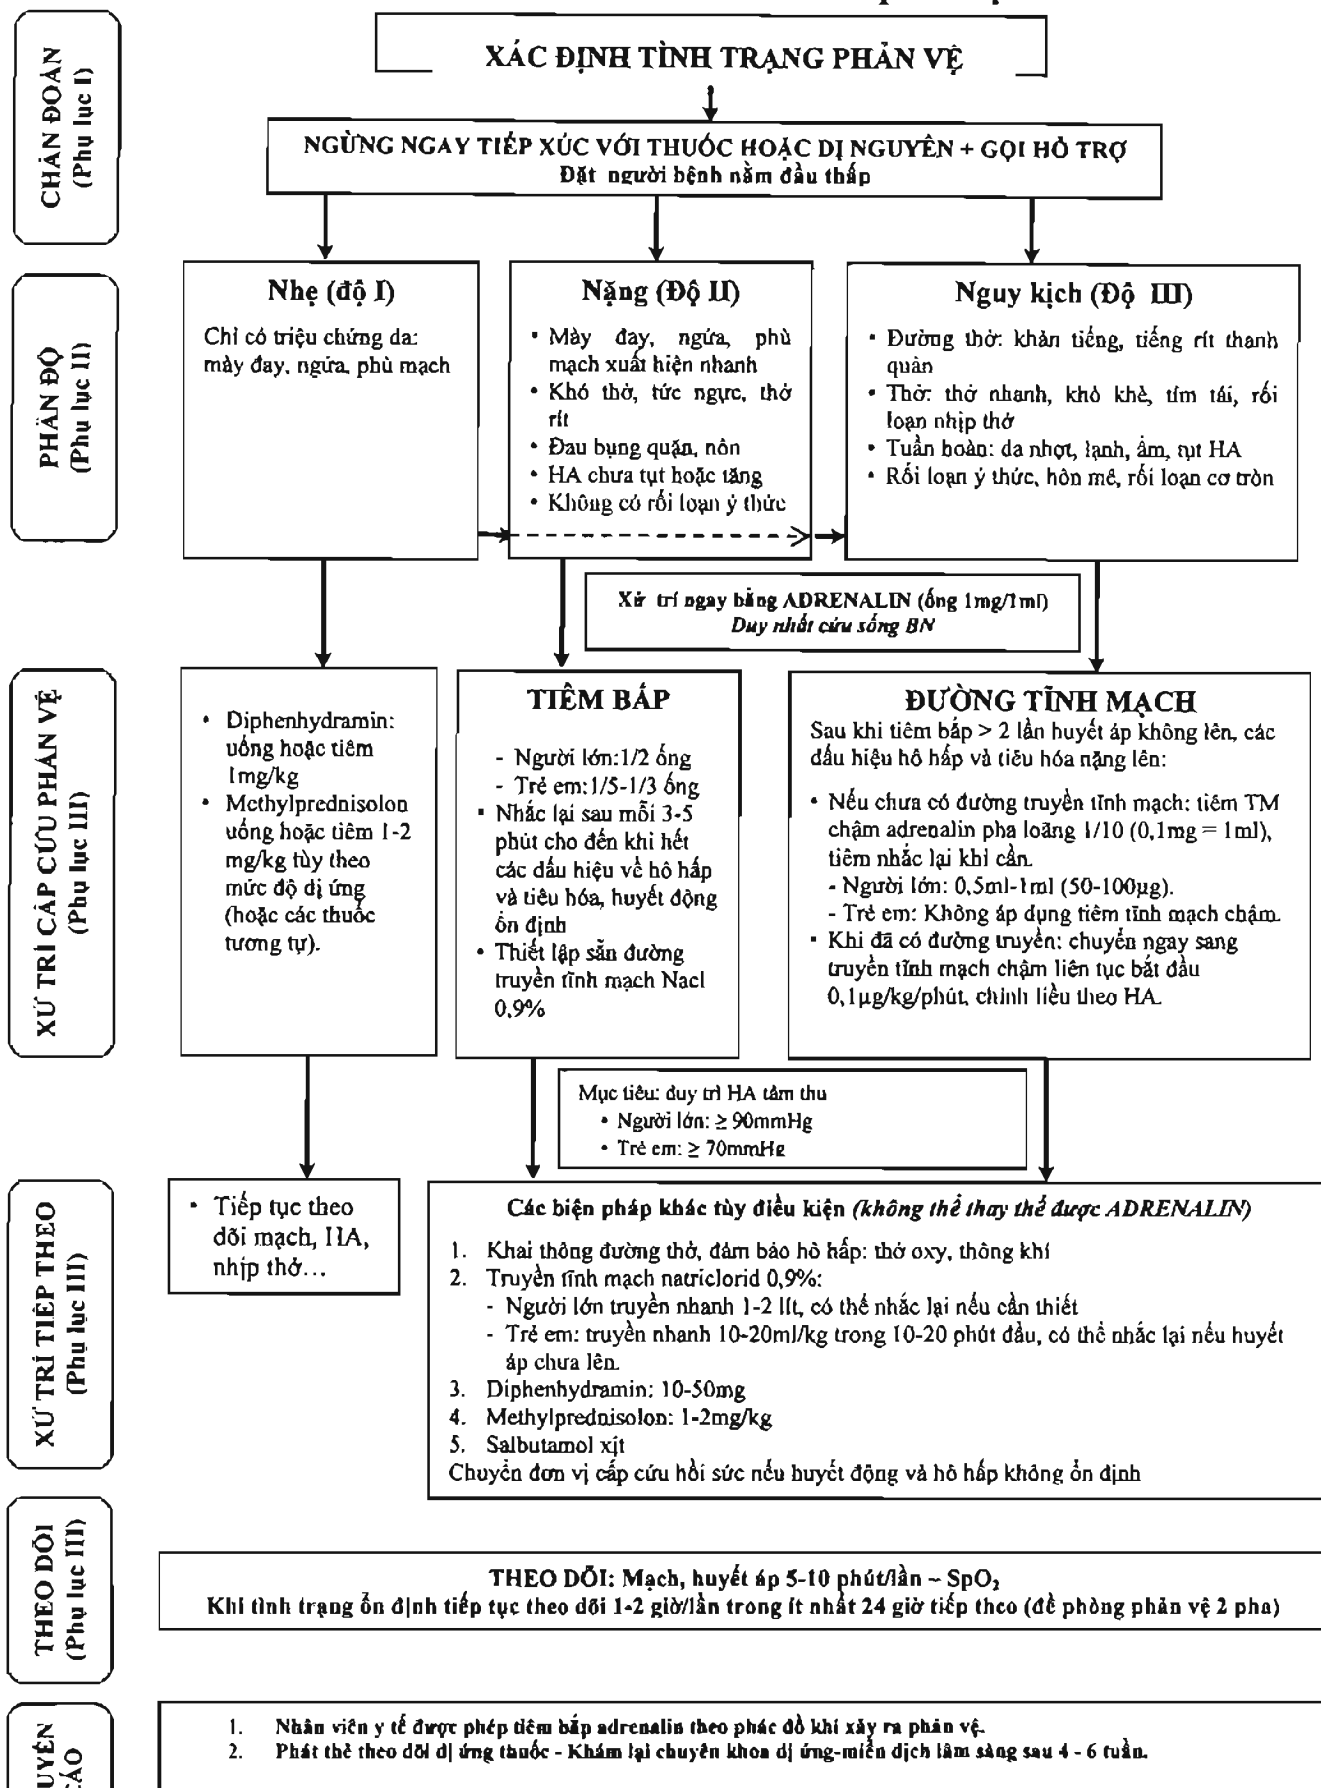 XÁC ĐỊNH TÌNH TRẠNG PHẢN VỆ
CHẨN ĐOÁN
(Phụ lục I)
NGỪNG NGAY TIẾP XÚC VỚI THUỐC HOẶC DỊ NGUYÊN + GỌI HỖ TRỢ
Đặt người bệnh nằm đầu thấp
PHÂN ĐỘ
(Phụ lục II)
Nhẹ (độ I)
Chỉ có triệu chứng da:
mày đay, ngứa, phù mạch
Nặng (Độ II)
• Mày đay, ngứa, phù
mạch xuất hiện nhanh
• Khó thở, tức ngực, thở
rít
• Đau bụng quặn, nôn
• HA chưa tụt hoặc tăng
• Không có rối loạn ý thức
Nguy kịch (Độ III)
• Đường thở: khàn tiếng, tiếng rít thanh
quản
• Thở: thở nhanh, khò khè, tím tái, rối
loạn nhịp thở
• Tuần hoàn: da nhợt, lạnh, ẩm, tụt HA
• Rối loạn ý thức, hôn mê, rối loạn cơ tròn
Xử trí ngay bằng ADRENALIN (ống 1mg/1ml)
Duy nhất cứu sống BN
XỬ TRÍ CẤP CỨU PHẢN VỆ
(Phụ lục III)
• Diphenhydramin:
uống hoặc tiêm
1mg/kg
• Methylprednisolon
uống hoặc tiêm 1-2
mg/kg tùy theo
mức độ dị ứng
(hoặc các thuốc
tương tự).
TIÊM BẮP
- Người lớn:1/2 ống
- Trẻ em:1/5-1/3 ống
▪ Nhắc lại sau mỗi 3-5
phút cho đến khi hết
các dấu hiệu về hô hấp
và tiêu hóa, huyết động
ổn định
• Thiết lập sẵn đường
truyền tĩnh mạch Nacl
0,9%
ĐƯỜNG TĨNH MẠCH
Sau khi tiêm bắp > 2 lần huyết áp không lên, các
dấu hiệu hô hấp và tiêu hóa nặng lên:
• Nếu chưa có đường truyền tĩnh mạch: tiêm TM
chậm adrenalin pha loãng 1/10 (0,1mg = 1ml),
tiêm nhắc lại khi cần.
- Người lớn: 0,5ml-1ml (50-100µg).
- Trẻ em: Không áp dụng tiêm tĩnh mạch chậm.
▪ Khi đã có đường truyền: chuyển ngay sang
truyền tĩnh mạch chậm liên tục bắt đầu
0,1µg/kg/phút, chỉnh liều theo HA.
Mục tiêu: duy trì HA tâm thu
• Người lớn: ≥ 90mmHg
• Trẻ em: ≥ 70mmHg
XỬ TRÍ TIẾP THEO
(Phụ lục III)
• Tiếp tục theo
dõi mạch, HA,
nhịp thở...
Các biện pháp khác tùy điều kiện (không thể thay thế được ADRENALIN)
1. Khai thông đường thở, đảm bảo hô hấp: thở oxy, thông khí
2. Truyền tĩnh mạch natriclorid 0,9%:
- Người lớn truyền nhanh 1-2 lít, có thể nhắc lại nếu cần thiết
- Trẻ em: truyền nhanh 10-20ml/kg trong 10-20 phút đầu, có thể nhắc lại nếu huyết
áp chưa lên.
3. Diphenhydramin: 10-50mg
4. Methylprednisolon: 1-2mg/kg
5. Salbutamol xịt
Chuyển đơn vị cấp cứu hồi sức nếu huyết động và hô hấp không ổn định
THEO DÕI
(Phụ lục III)
THEO DÕI: Mạch, huyết áp 5-10 phút/lần – SpO₂
Khi tình trạng ổn định tiếp tục theo dõi 1-2 giờ/lần trong ít nhất 24 giờ tiếp theo (đề phòng phản vệ 2 pha)
1. Nhân viên y tế được phép tiêm bắp adrenalin theo phác đồ khi xảy ra phản vệ.
2. Phát thẻ theo dõi dị ứng thuốc - Khám lại chuyên khoa dị ứng-miễn dịch lâm sàng sau 4 - 6 tuần.